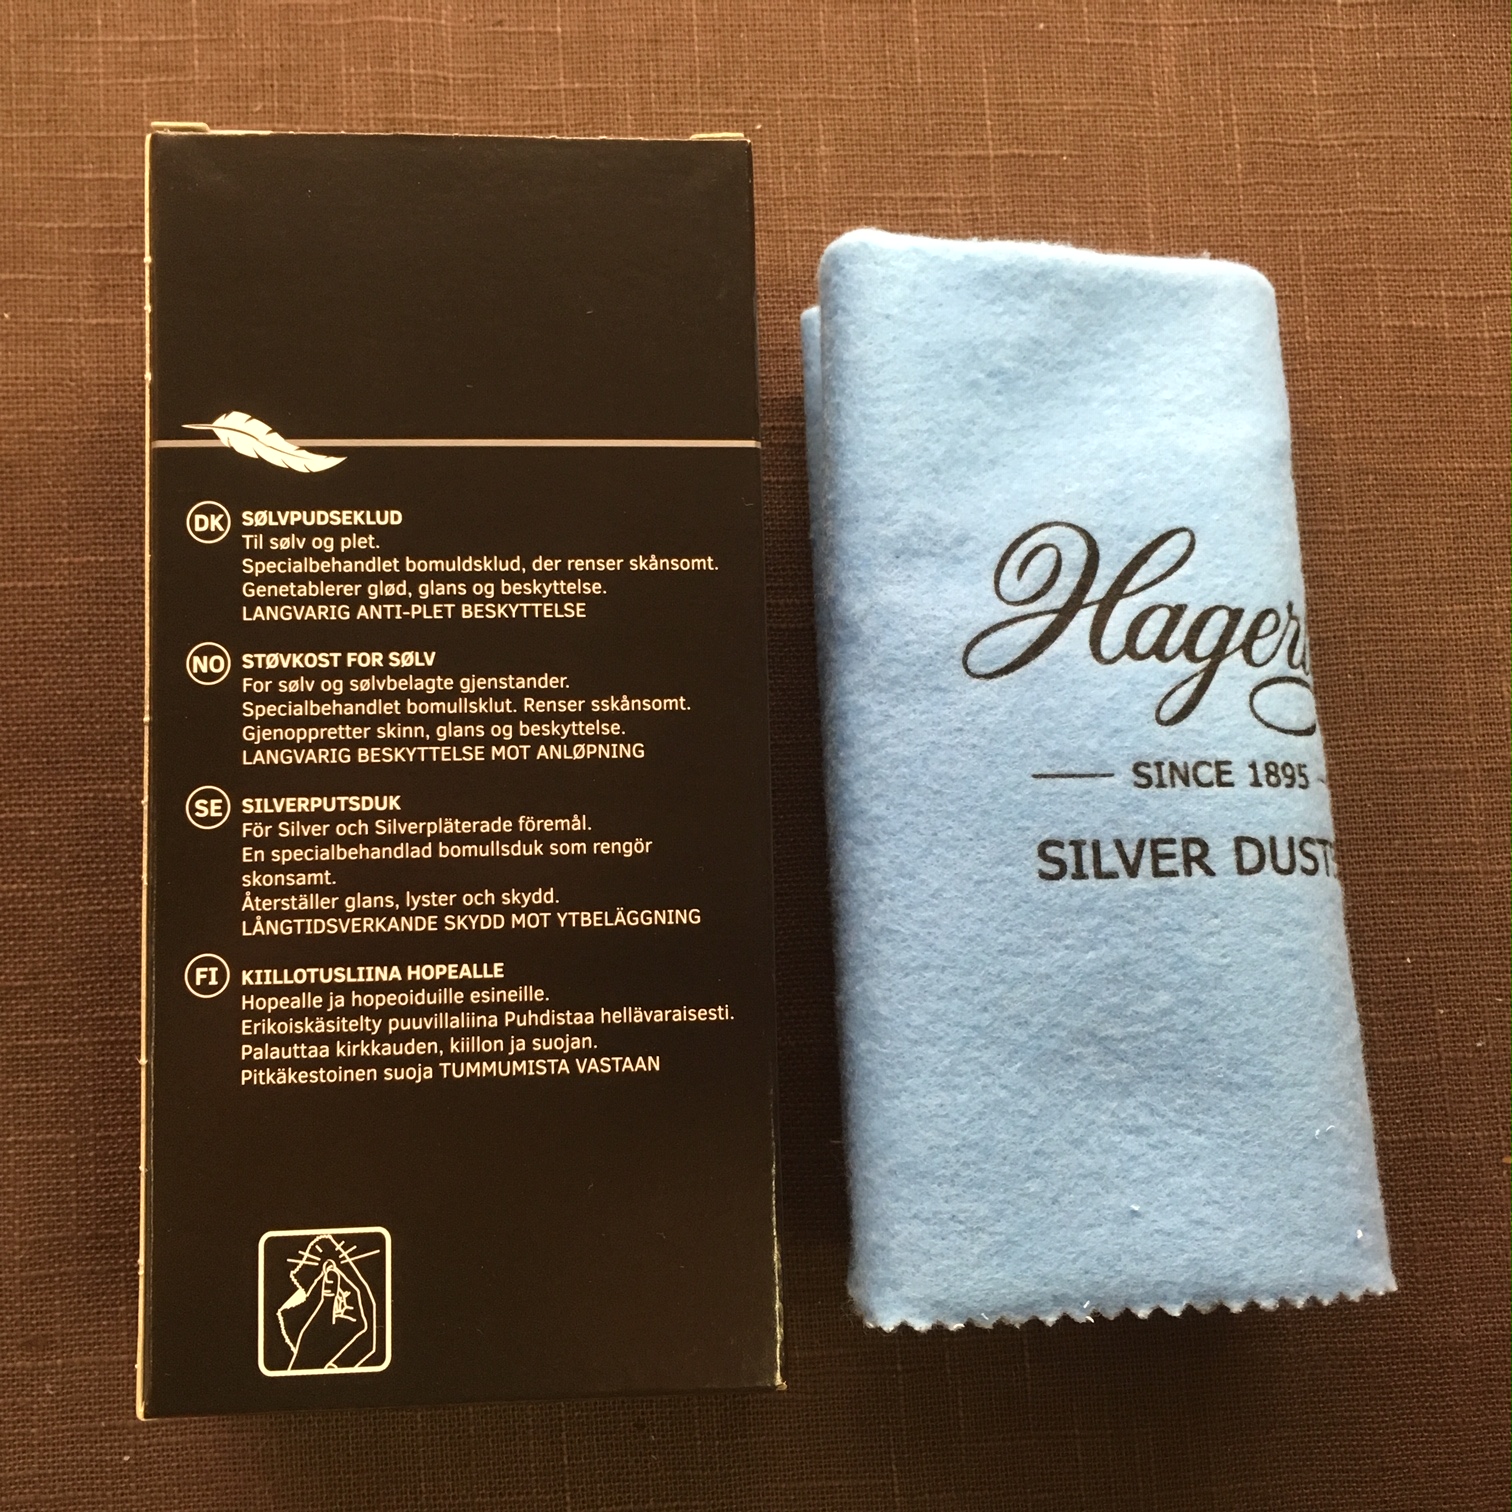 DK SØLVPUDSEKLUD
Til sølv og plet.
Specialbehandlet bomuldsklud, der renser skånsomt.
Genetablerer glød, glans og beskyttelse.
LANGVARIG ANTI-PLET BESKYTTELSE
NO STØVKOST FOR SØLV
For sølv og sølvbelagte gjenstander.
Specialbehandlet bomullsklut. Renser sskånsomt.
Gjenoppretter skinn, glans og beskyttelse.
LANGVARIG BESKYTTELSE MOT ANLØPNING
SE SILVERPUTSDUK
För Silver och Silverpläterade föremål.
En specialbehandlad bomullsduk som rengör
skonsamt.
Återställer glans, lyster och skydd.
LÅNGTIDSVERKANDE SKYDD MOT YTBELÄGGNING
FI KIILLOTUSLIINA HOPEALLE
Hopealle ja hopeoiduille esineille.
Erikoiskäsitelty puuvillaliina Puhdistaa hellävaraisesti.
Palauttaa kirkkauden, kiillon ja suojan.
Pitkäkestoinen suoja TUMMUMISTA VASTAAN
Hager
SINCE 1895
SILVER DUST